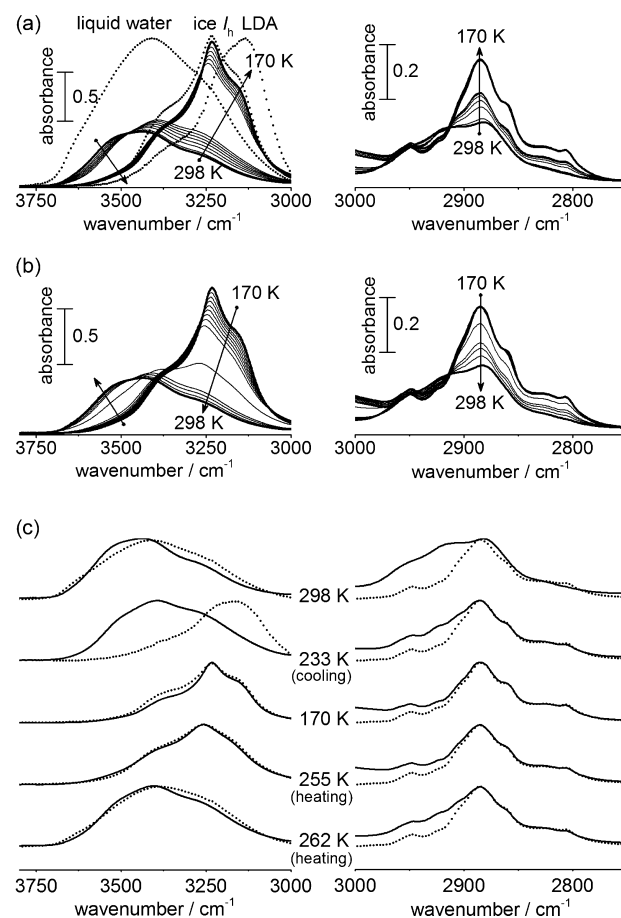 (a)
liquid water
ice Ih LDA
170 K
absorbance
0.5
298 K
3750 3500 3250 3000
wavenumber / cm-1
absorbance
0.2
170 K
298 K
3000 2900 2800
wavenumber / cm-1
(b)
absorbance
0.5
170 K
298 K
3750 3500 3250 3000
wavenumber / cm-1
absorbance
0.2
170 K
298 K
3000 2900 2800
wavenumber / cm-1
(c)
298 K
233 K
(cooling)
170 K
255 K
(heating)
262 K
(heating)
3750 3500 3250 3000
wavenumber / cm-1
3000 2900 2800
wavenumber / cm-1